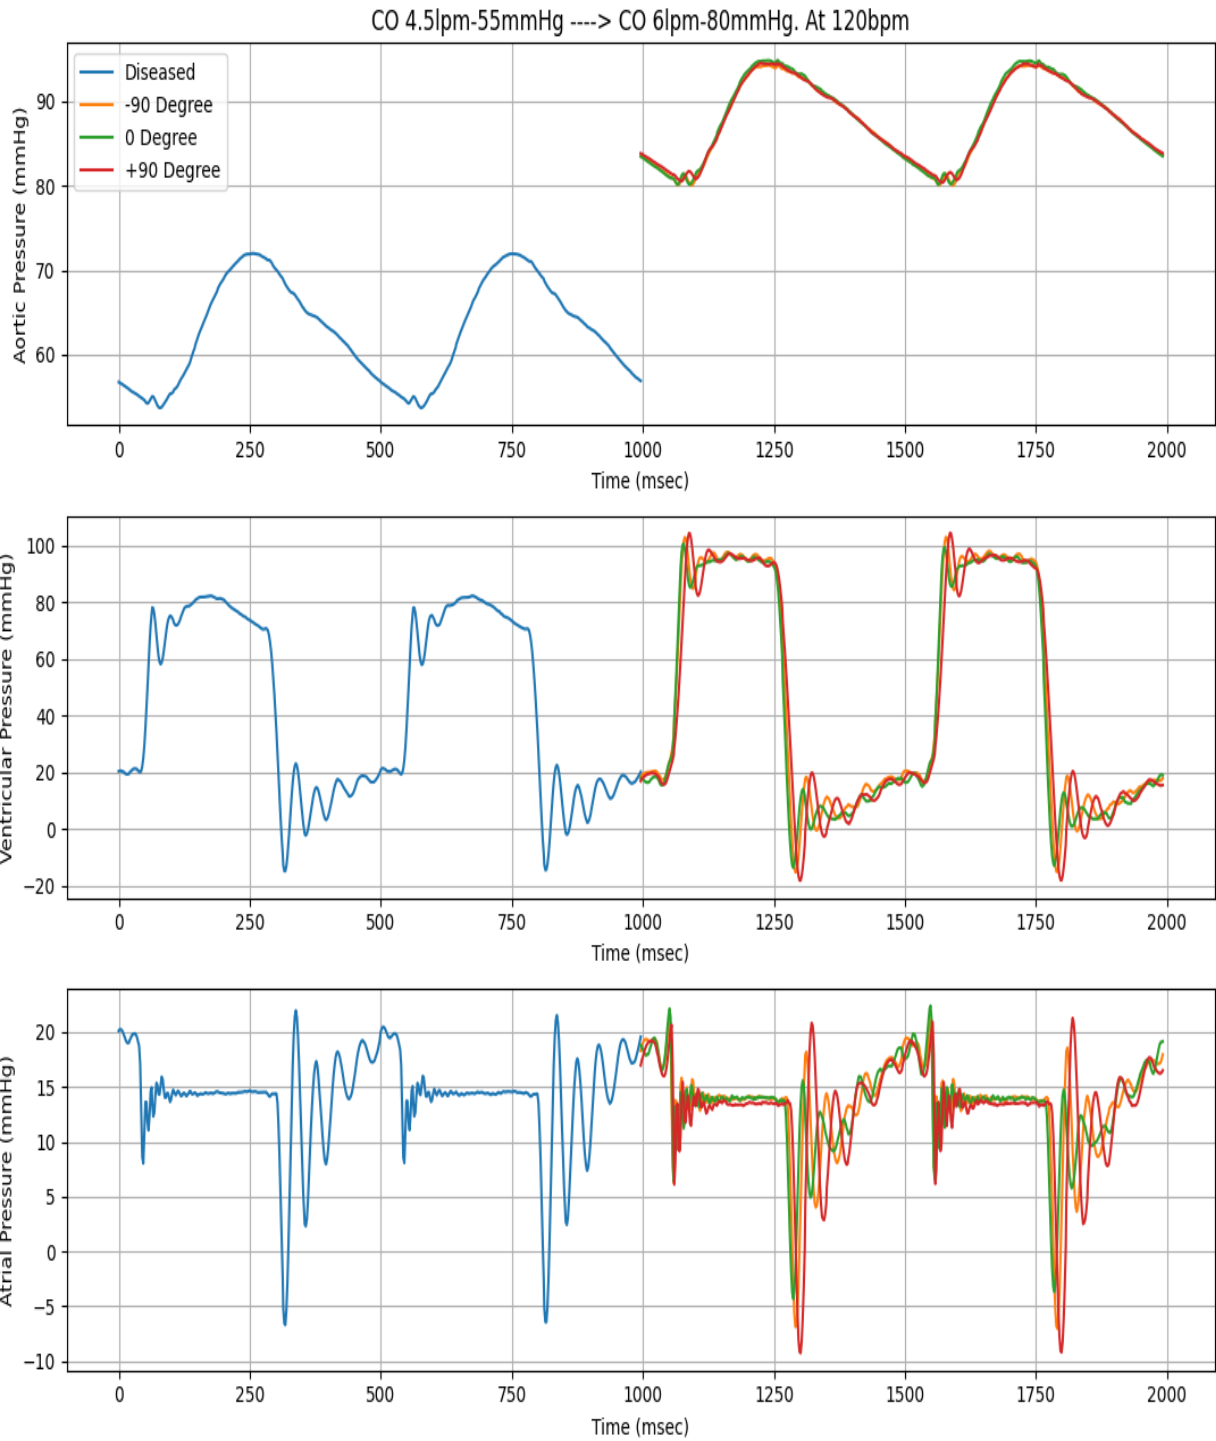 CO 4.5lpm-55mmHg ----> CO 6lpm-80mmHg. At 120bpm
Diseased
-90 Degree
0 Degree
+90 Degree
Aortic Pressure (mmHg)
90
80
70
60
0 250 500 750 1000 1250 1500 1750 2000
Time (msec)
Ventricular Pressure (mmHg)
100
80
60
40
20
0
−20
0 250 500 750 1000 1250 1500 1750 2000
Time (msec)
Atrial Pressure (mmHg)
20
15
10
5
0
−5
−10
0 250 500 750 1000 1250 1500 1750 2000
Time (msec)